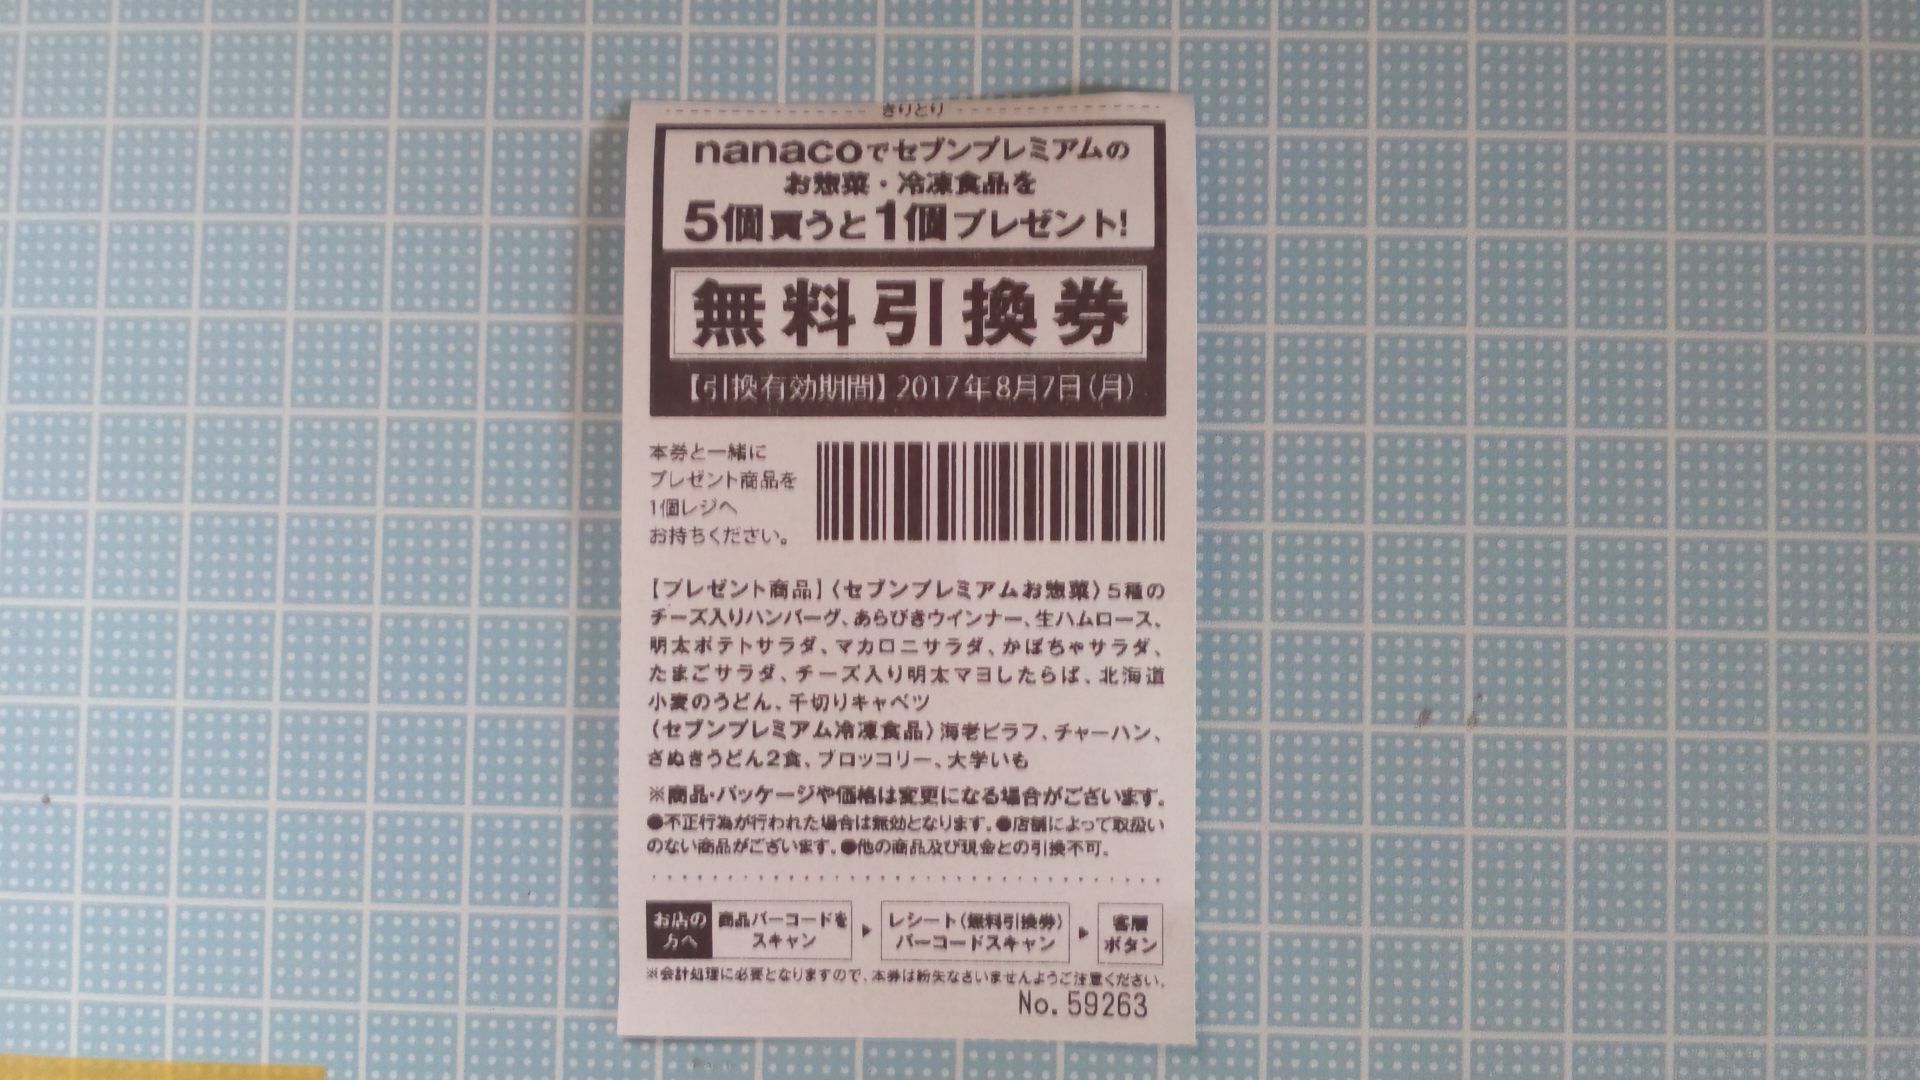 きりとり
nanacoでセブンプレミアムの
お惣菜・冷凍食品を
5個買うと1個プレゼント!
無料引換券
【引換有効期間】2017年8月7日(月)
本券と一緒に
プレゼント商品を
1個レジへ
お持ちください。
【プレゼント商品】〈セブンプレミアムお惣菜〉5種の
チーズ入りハンバーグ、あらびきウインナー、生ハムロース、
明太ポテトサラダ、マカロニサラダ、かぼちゃサラダ、
たまごサラダ、チーズ入り明太マヨしたらば、北海道
小麦のうどん、千切りキャベツ
〈セブンプレミアム冷凍食品〉海老ピラフ、チャーハン、
さぬきうどん2食、ブロッコリー、大学いも
※商品・パッケージや価格は変更になる場合がございます。
●不正行為が行われた場合は無効となります。●店舗によって取扱い
のない商品がございます。●他の商品及び現金との引換不可。
お店の方へ 商品バーコードをスキャン ▶ レシート(無料引換券)バーコードスキャン ▶ 客層ボタン
※会計処理に必要となりますので、本券は紛失なさいませんようご注意ください。
No.59263